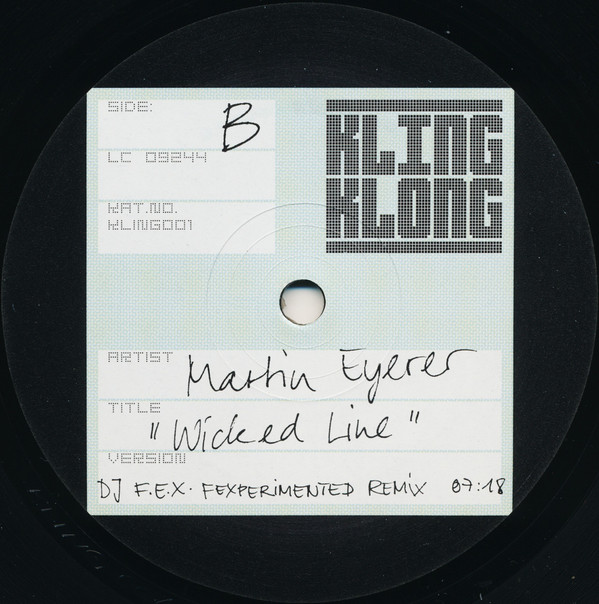 SIDE: B
LC 09244
KAT.NO.
KLING001
KLING
KLONG
ARTIST Martin Eyerer
TITLE
"Wicked Line"
VERSION
DJ F.E.X. FEXPERIMENTED REMIX 07:18